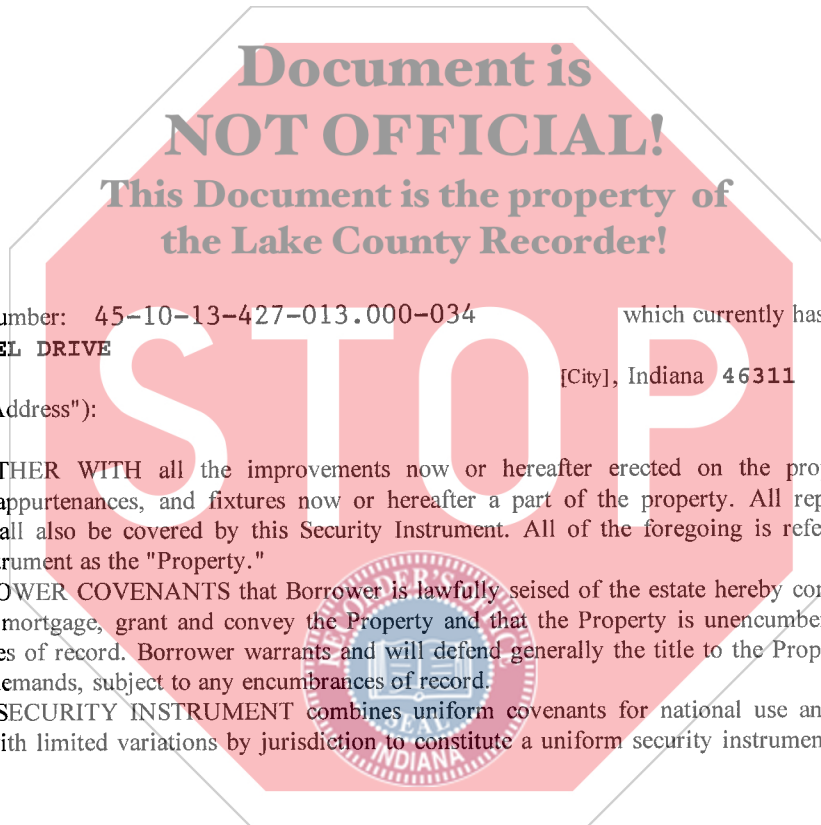 Document is
NOT OFFICIAL!
This Document is the property of
the Lake County Recorder!
STOP
umber: 45-10-13-427-013.000-034 which currently has
EL DRIVE
[City], Indiana 46311
Address"):
THER WITH all the improvements now or hereafter erected on the pro
appurtenances, and fixtures now or hereafter a part of the property. All rep
all also be covered by this Security Instrument. All of the foregoing is refe
rument as the "Property."
OWER COVENANTS that Borrower is lawfully seised of the estate hereby con
mortgage, grant and convey the Property and that the Property is unencumber
es of record. Borrower warrants and will defend generally the title to the Prop
emands, subject to any encumbrances of record.
SECURITY INSTRUMENT combines uniform covenants for national use an
ith limited variations by jurisdiction to constitute a uniform security instrumen
RECORDER'S OFFICE
SEAL
INDIANA